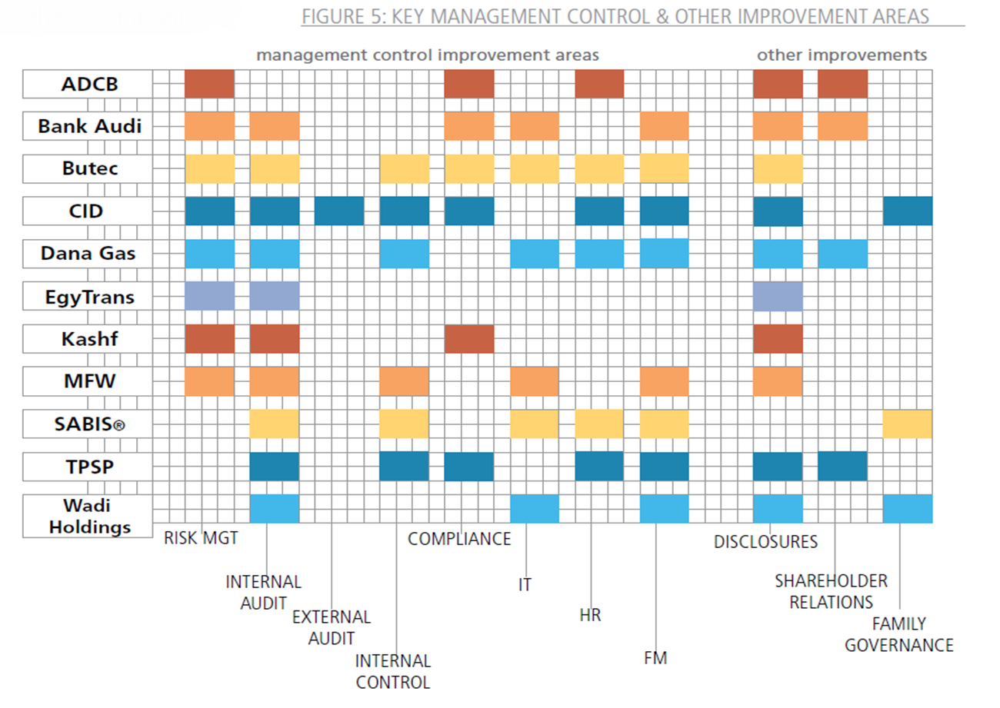 FIGURE 5: KEY MANAGEMENT CONTROL & OTHER IMPROVEMENT AREAS
management control improvement areas
other improvements
ADCB
Bank Audi
Butec
CID
Dana Gas
EgyTrans
Kashf
MFW
SABIS®
TPSP
Wadi
Holdings
RISK MGT
INTERNAL
AUDIT
EXTERNAL
AUDIT
INTERNAL
CONTROL
COMPLIANCE
IT
HR
FM
DISCLOSURES
SHAREHOLDER
RELATIONS
FAMILY
GOVERNANCE